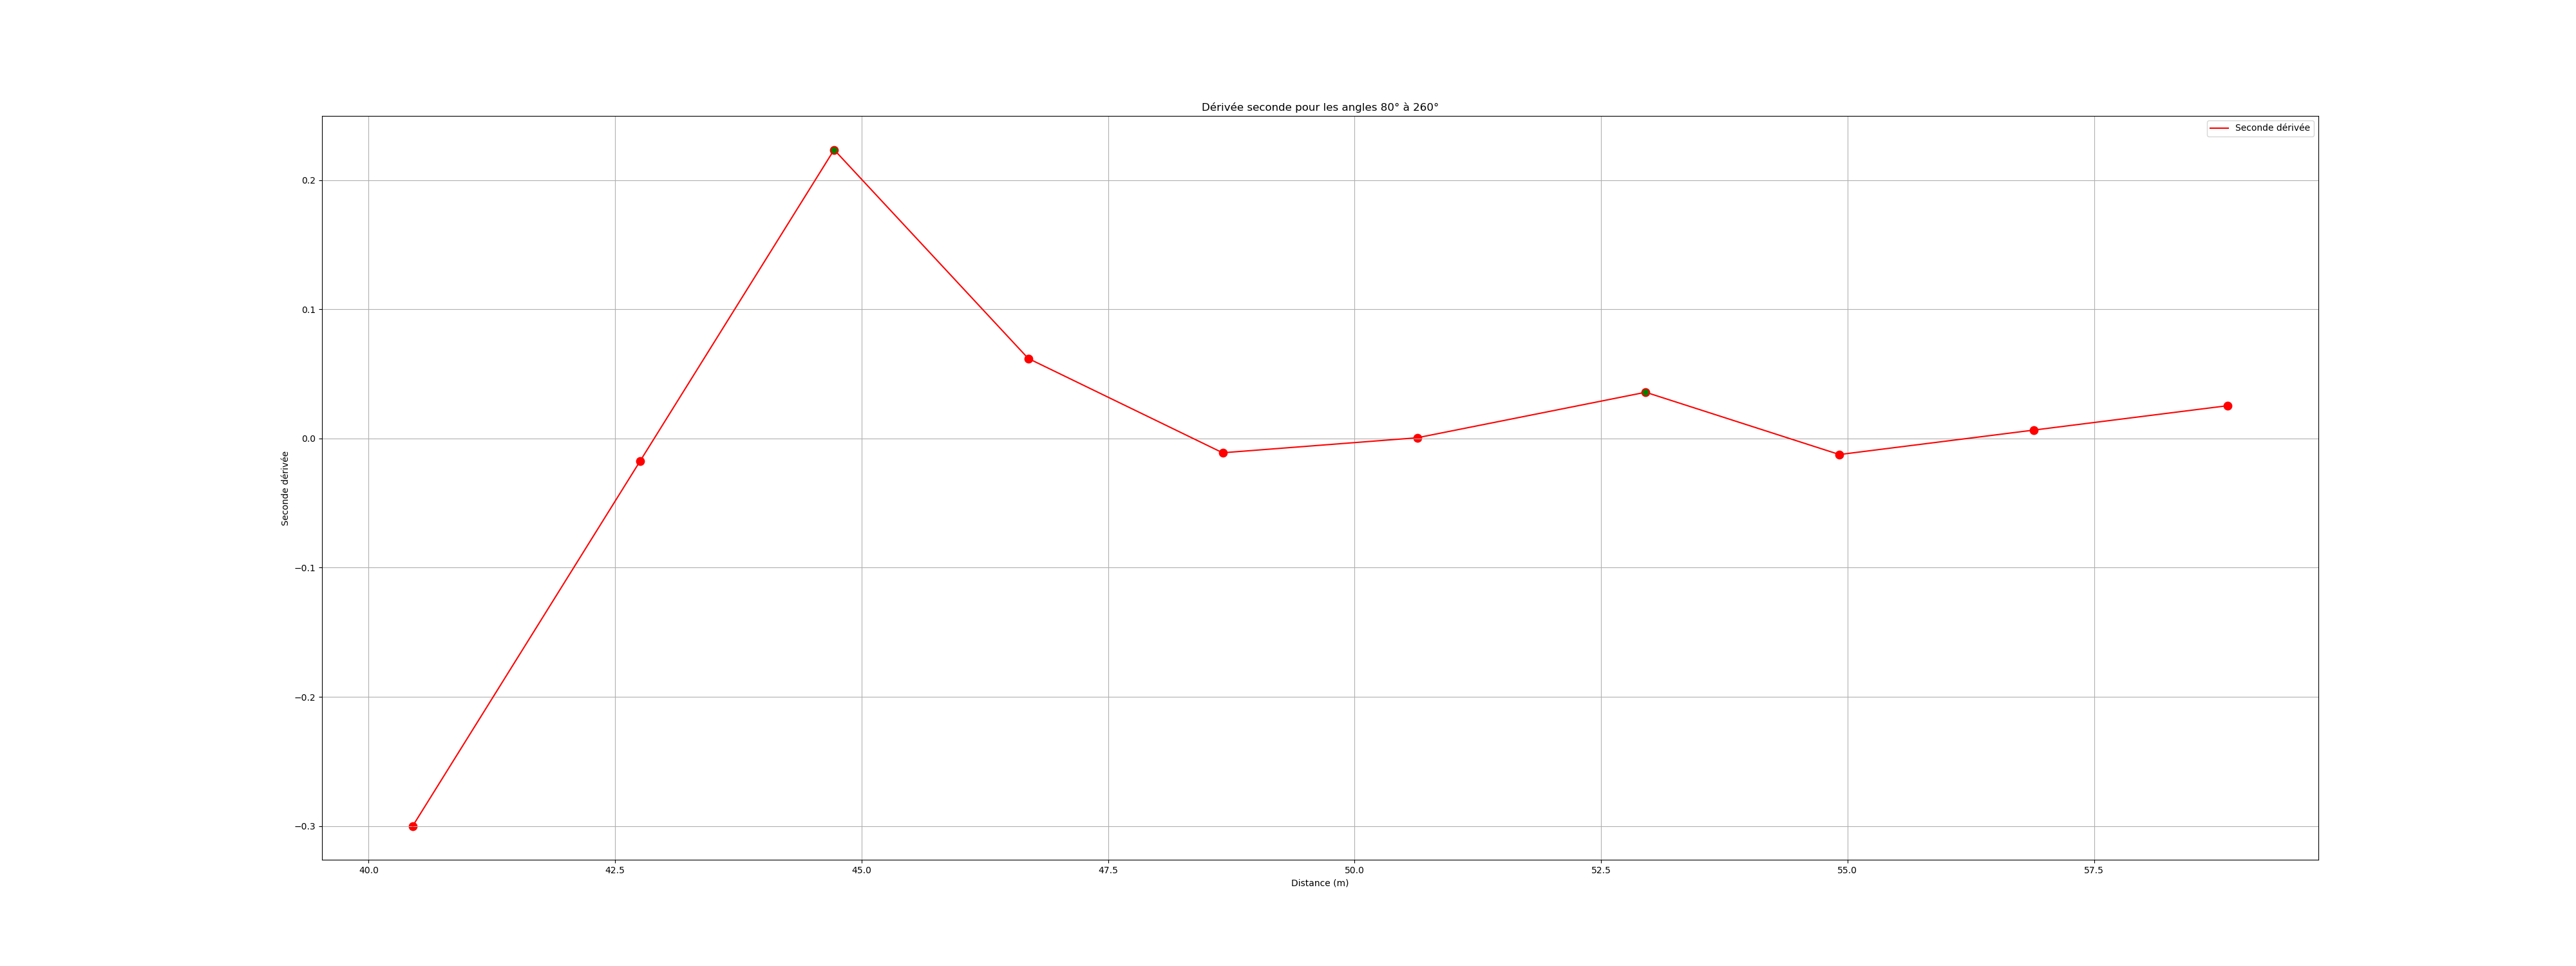 Dérivée seconde pour les angles 80° à 260°
Seconde dérivée
0.2
0.1
0.0
−0.1
−0.2
−0.3
Seconde dérivée
40.0 42.5 45.0 47.5 50.0 52.5 55.0 57.5
Distance (m)